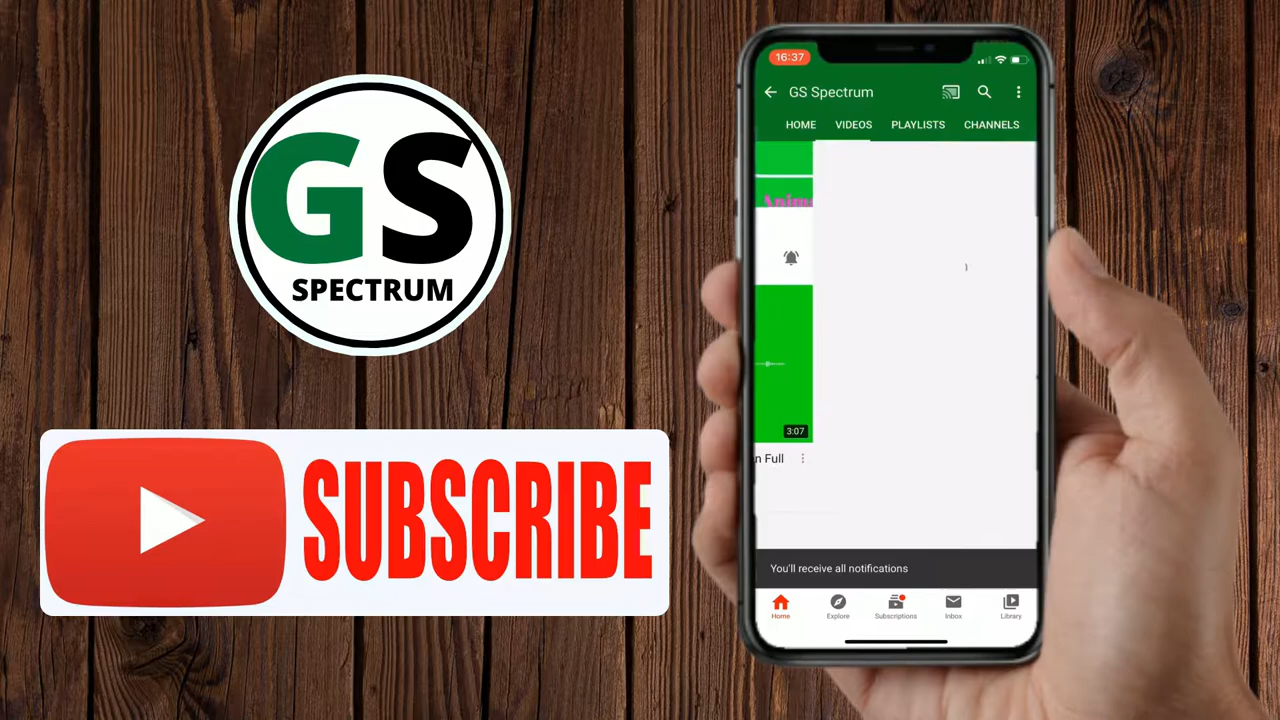 GS
SPECTRUM
SUBSCRIBE
16:37
GS Spectrum
HOME VIDEOS PLAYLISTS CHANNELS
3:07
n Full
You'll receive all notifications
Home Explore Subscriptions Inbox Library